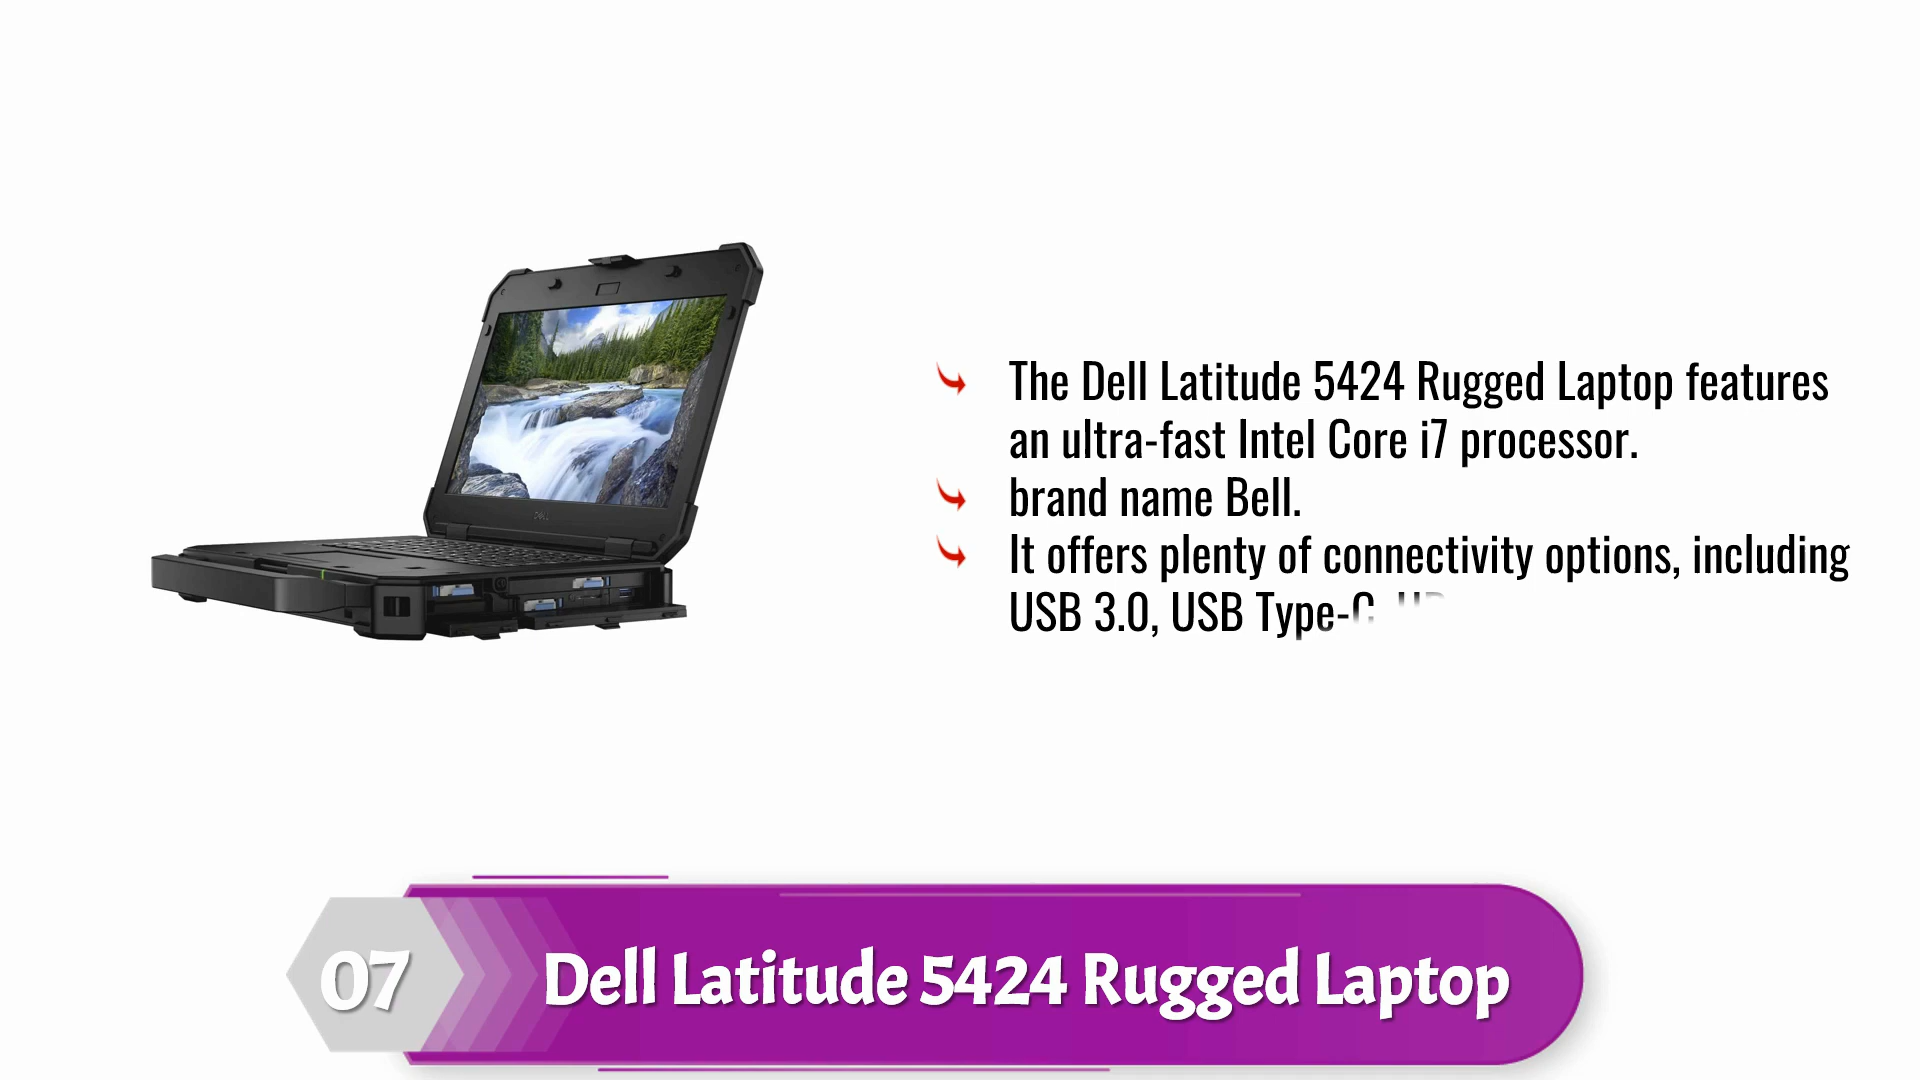 The Dell Latitude 5424 Rugged Laptop features
an ultra-fast Intel Core i7 processor.
brand name Bell.
It offers plenty of connectivity options, including
USB 3.0, USB Type-C,
DELL
07 Dell Latitude 5424 Rugged Laptop